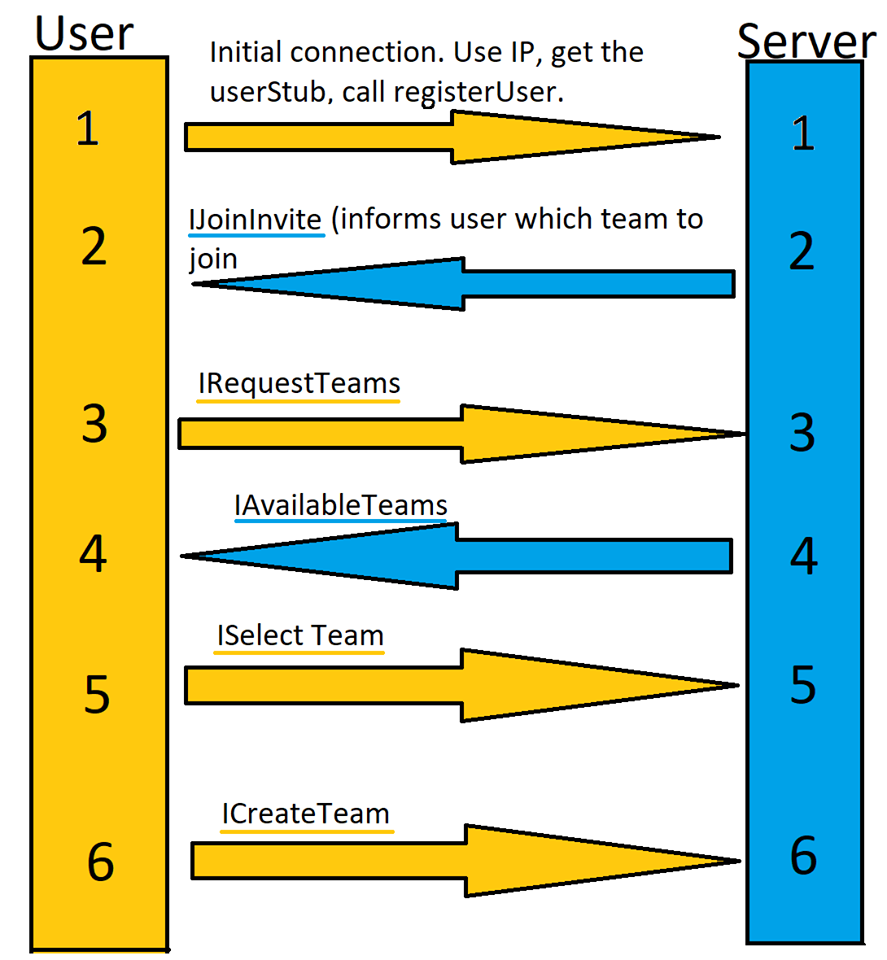 User
Server
Initial connection. Use IP, get the
userStub, call registerUser.
1
1
IJoinInvite (informs user which team to
join
2
2
IRequestTeams
3
3
IAvailableTeams
4
4
ISelect Team
5
5
ICreateTeam
6
6